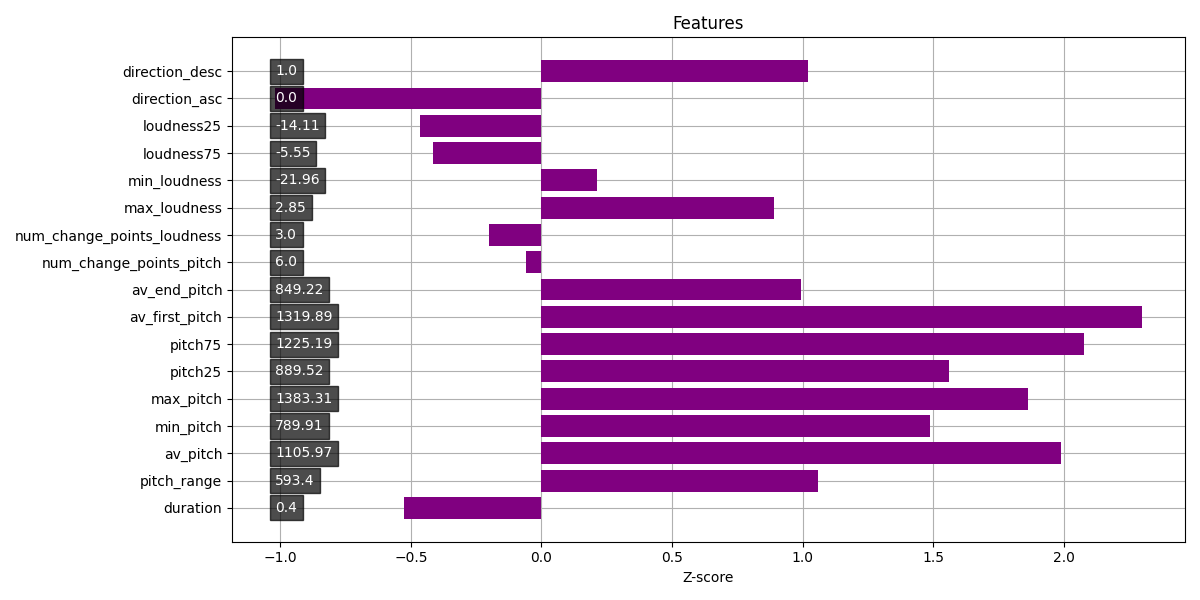 Features
direction_desc 1.0
direction_asc 0.0
loudness25 -14.11
loudness75 -5.55
min_loudness -21.96
max_loudness 2.85
num_change_points_loudness 3.0
num_change_points_pitch 6.0
av_end_pitch 849.22
av_first_pitch 1319.89
pitch75 1225.19
pitch25 889.52
max_pitch 1383.31
min_pitch 789.91
av_pitch 1105.97
pitch_range 593.4
duration 0.4
−1.0 −0.5 0.0 0.5 1.0 1.5 2.0
Z-score